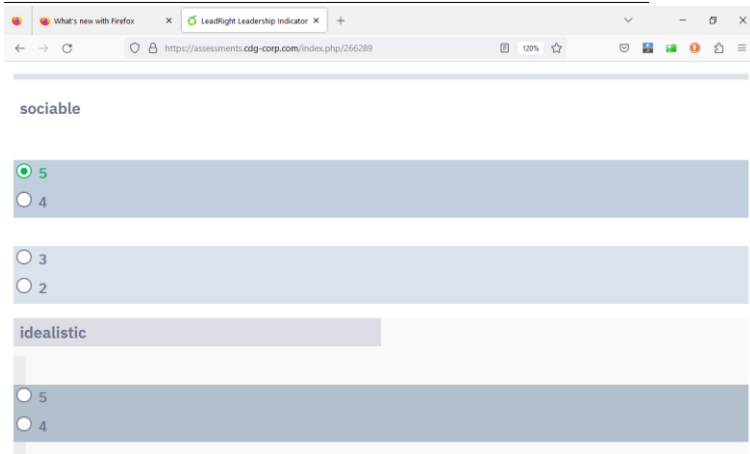 What's new with Firefox
LeadRight Leadership Indicator
https://assessments.cdg-corp.com/index.php/266289
120%
sociable
5
4
3
2
idealistic
5
4